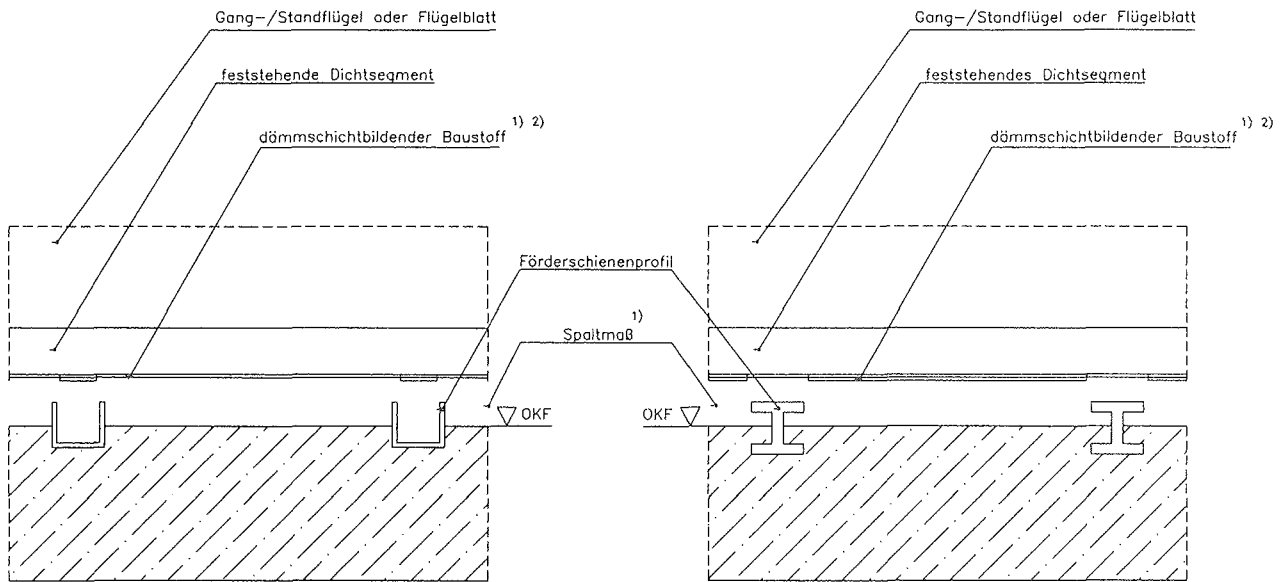 Gang-/Standflügel oder Flügelblatt
feststehende Dichtsegment
dämmschichtbildender Baustoff 1) 2)
Gang-/Standflügel oder Flügelblatt
feststehendes Dichtsegment
dämmschichtbildender Baustoff 1) 2)
Förderschienenprofil
Spaltmaß 1)
OKF
OKF